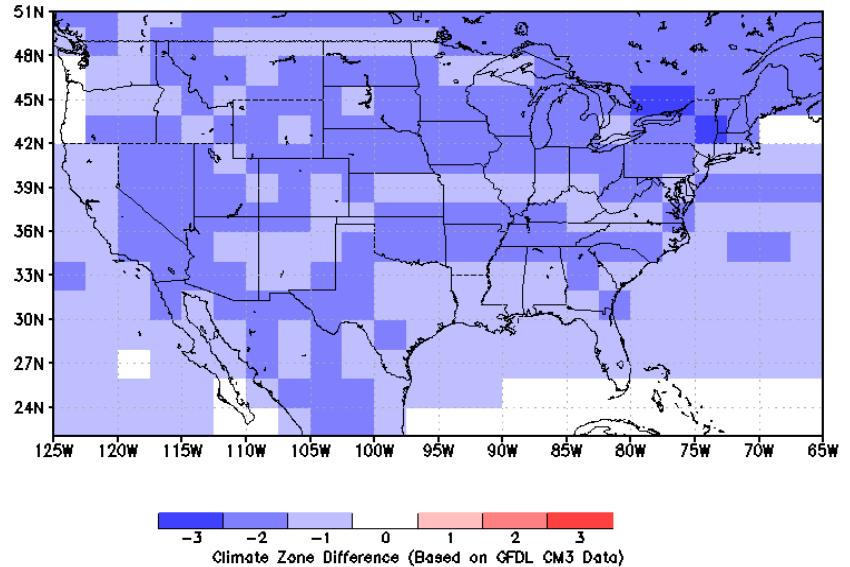 51N
48N
45N
42N
39N
36N
33N
30N
27N
24N
125W 120W 115W 110W 105W 100W 95W 90W 85W 80W 75W 70W 65W
-3 -2 -1 0 1 2 3
Climate Zone Difference (Based on GFDL CM3 Data)